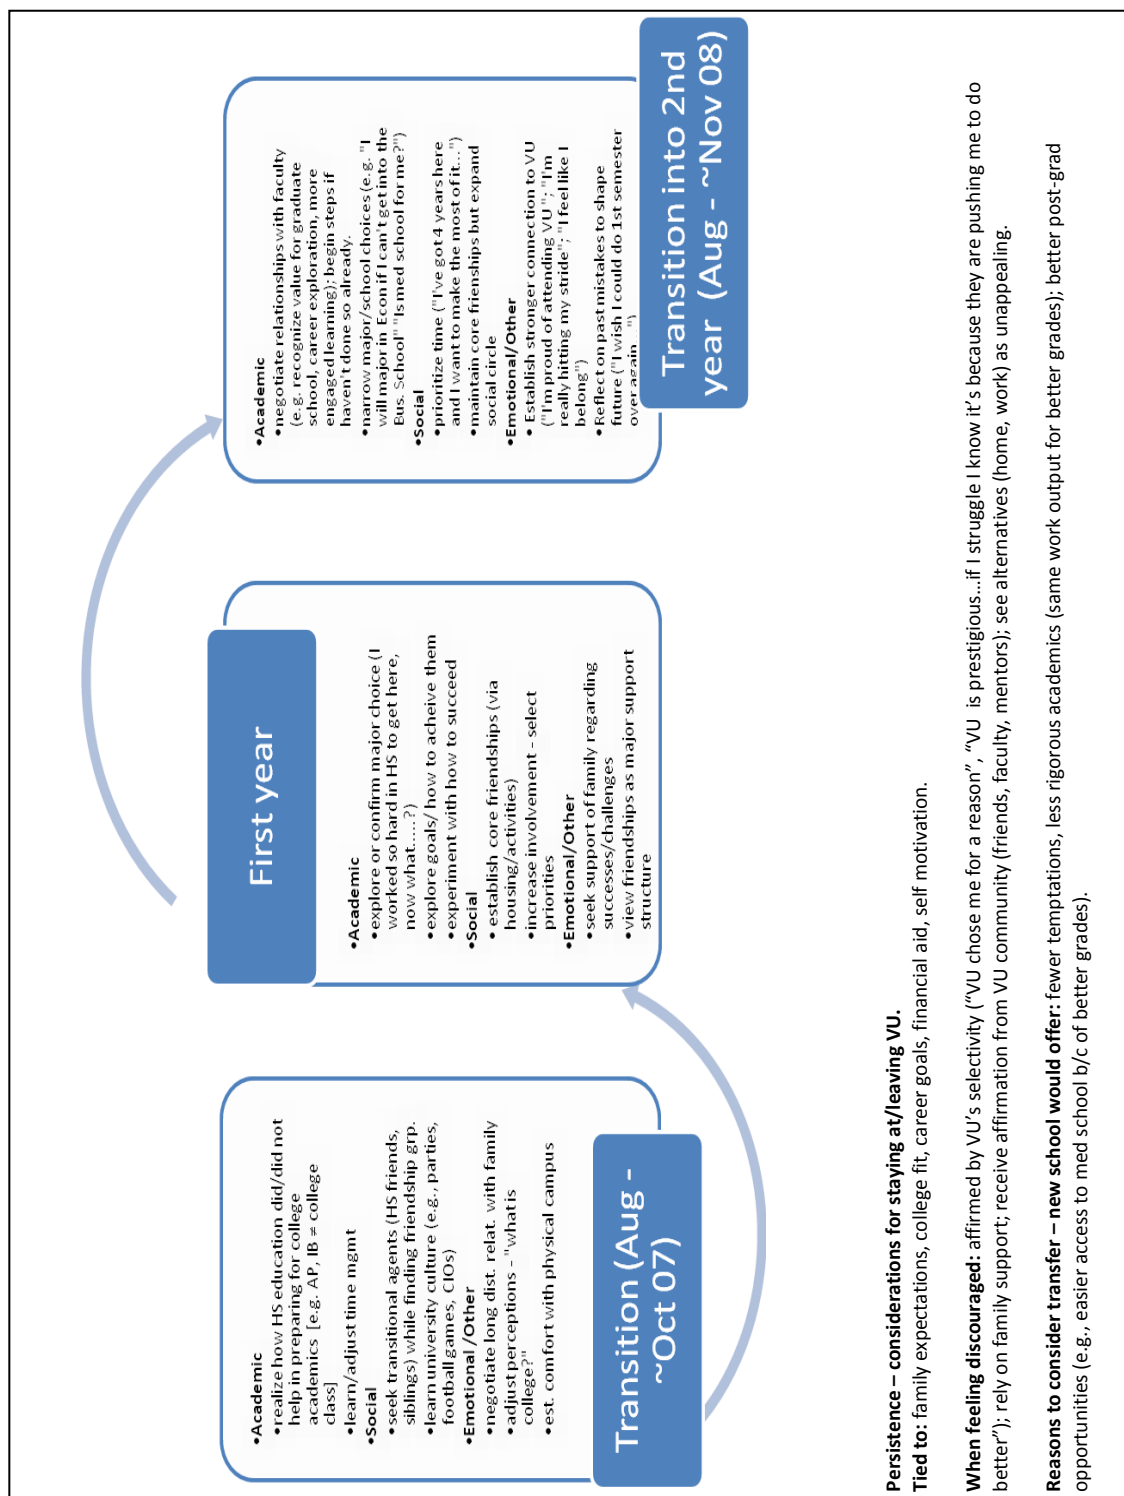 •Academic
•realize how HS education did/did not
help in preparing for college
academics [e.g. AP, IB ≠ college
class]
•learn/adjust time mgmt
•Social
•seek transitional agents (HS friends,
siblings) while finding friendship grp.
•learn university culture (e.g., parties,
football games, CIOs)
•Emotional/Other
•negotiate long dist. relat. with family
•adjust perceptions - "what is
college?"
•est. comfort with physical campus
Transition (Aug -
~Oct 07)
First year
•Academic
•explore or confirm major choice (I
worked so hard in HS to get here,
now what.....?)
•explore goals/ how to acheive them
•experiment with how to succeed
•Social
• establish core friendships (via
housing/activities)
•increase involvement - select
priorities
•Emotional/Other
•seek support of family regarding
successes/challenges
•view friendships as major support
structure
•Academic
•negotiate relationships with faculty
(e.g. recognize value for graduate
school, career exploration, more
engaged learning); begin steps if
haven't done so already.
•narrow major/school choices (e.g. "I
will major in Econ if I can't get into the
Bus. School" "Is med school for me?")
•Social
•prioritize time ("I've got 4 years here
and I want to make the most of it...")
•maintain core frienships but expand
social circle
•Emotional/Other
• Establish stronger connection to VU
("I'm proud of attending VU "; "I'm
really hitting my stride"; "I feel like I
belong")
•Reflect on past mistakes to shape
future ("I wish I could do 1st semester
over again...")
Transition into 2nd
year (Aug - ~Nov 08)
Persistence – considerations for staying at/leaving VU.
Tied to: family expectations, college fit, career goals, financial aid, self motivation.
When feeling discouraged: affirmed by VU's selectivity ("VU chose me for a reason", "VU is prestigious...if I struggle I know it's because they are pushing me to do
better"); rely on family support; receive affirmation from VU community (friends, faculty, mentors); see alternatives (home, work) as unappealing.
Reasons to consider transfer – new school would offer: fewer temptations, less rigorous academics (same work output for better grades); better post-grad
opportunities (e.g., easier access to med school b/c of better grades).